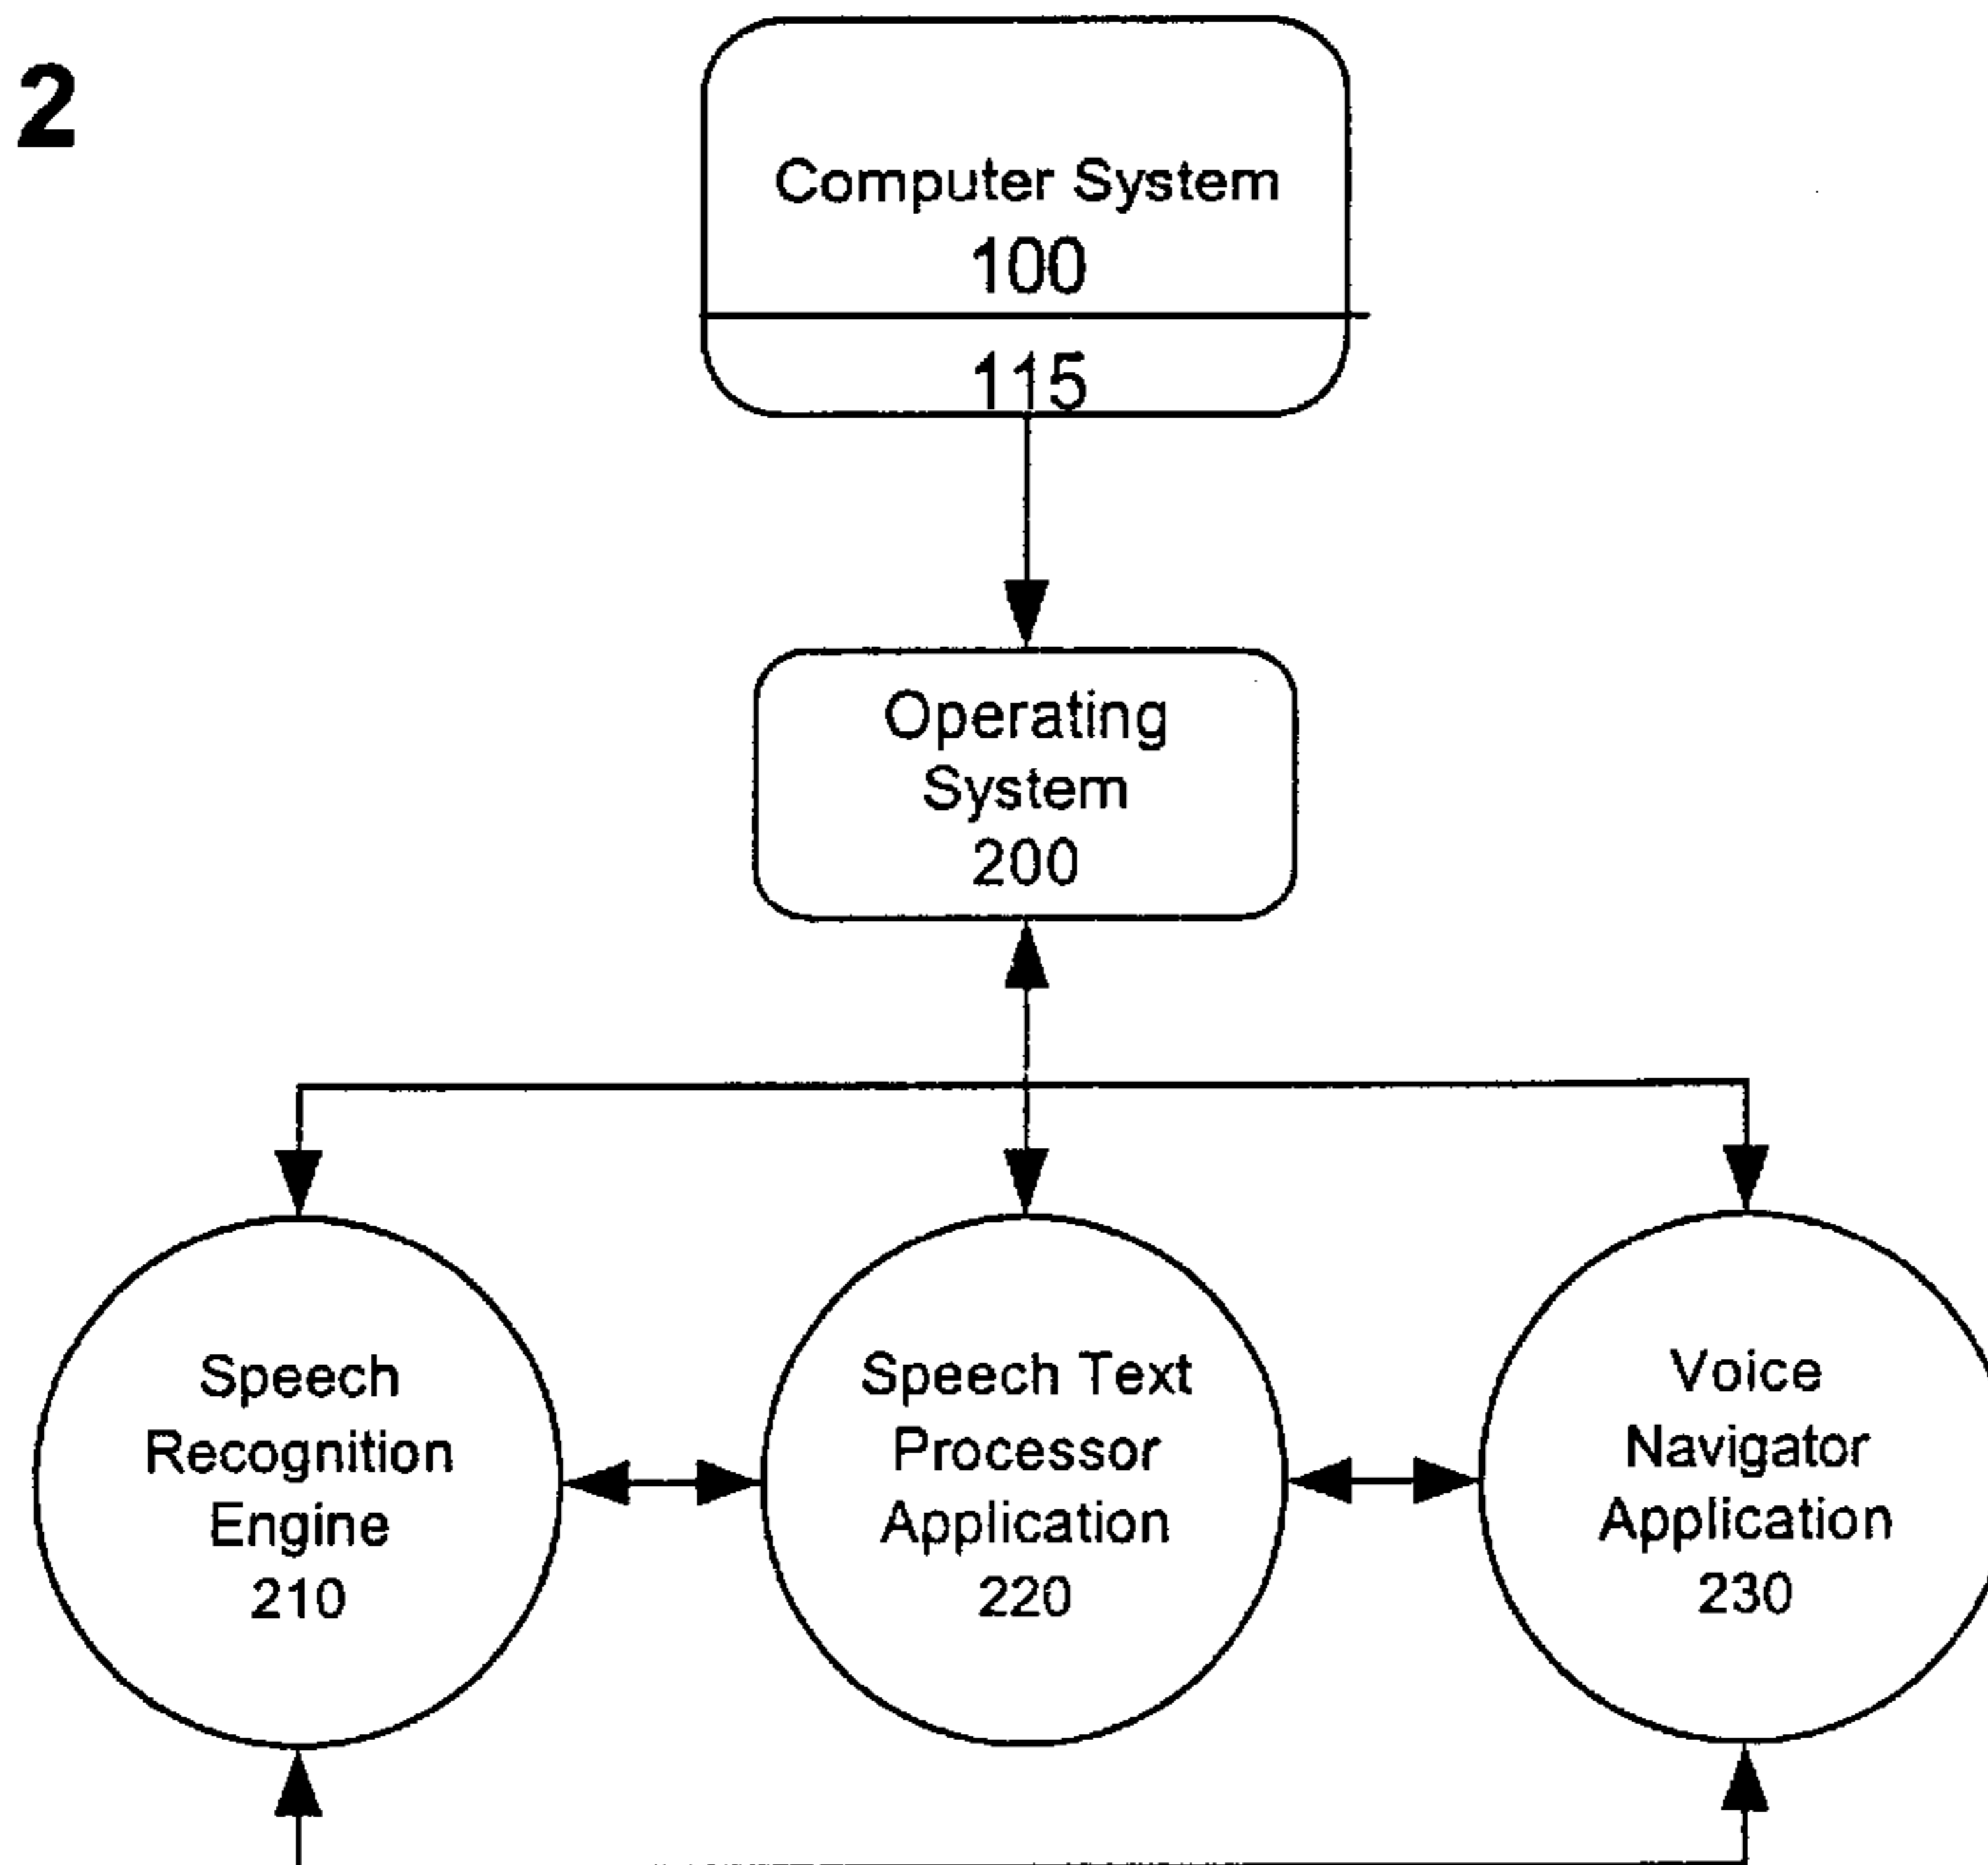 2
Computer System
100
115
Operating
System
200
Speech
Recognition
Engine
210
Speech Text
Processor
Application
220
Voice
Navigator
Application
230